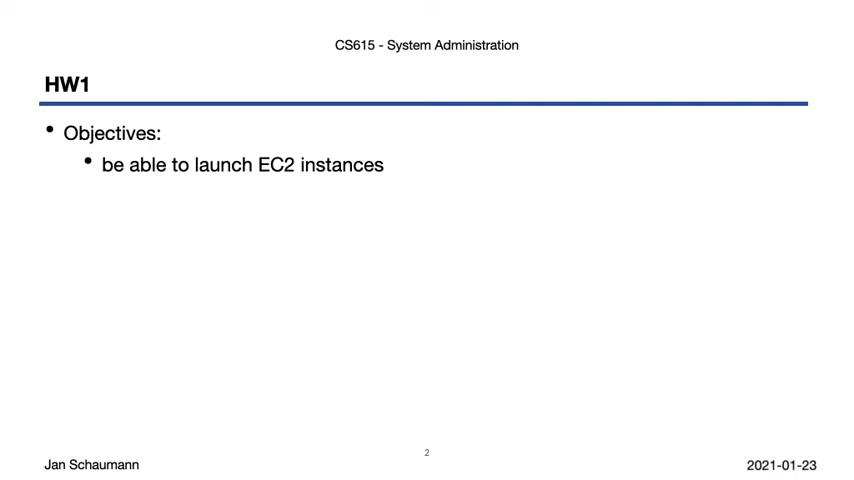 CS615 - System Administration
HW1
• Objectives:
• be able to launch EC2 instances
2
Jan Schaumann
2021-01-23